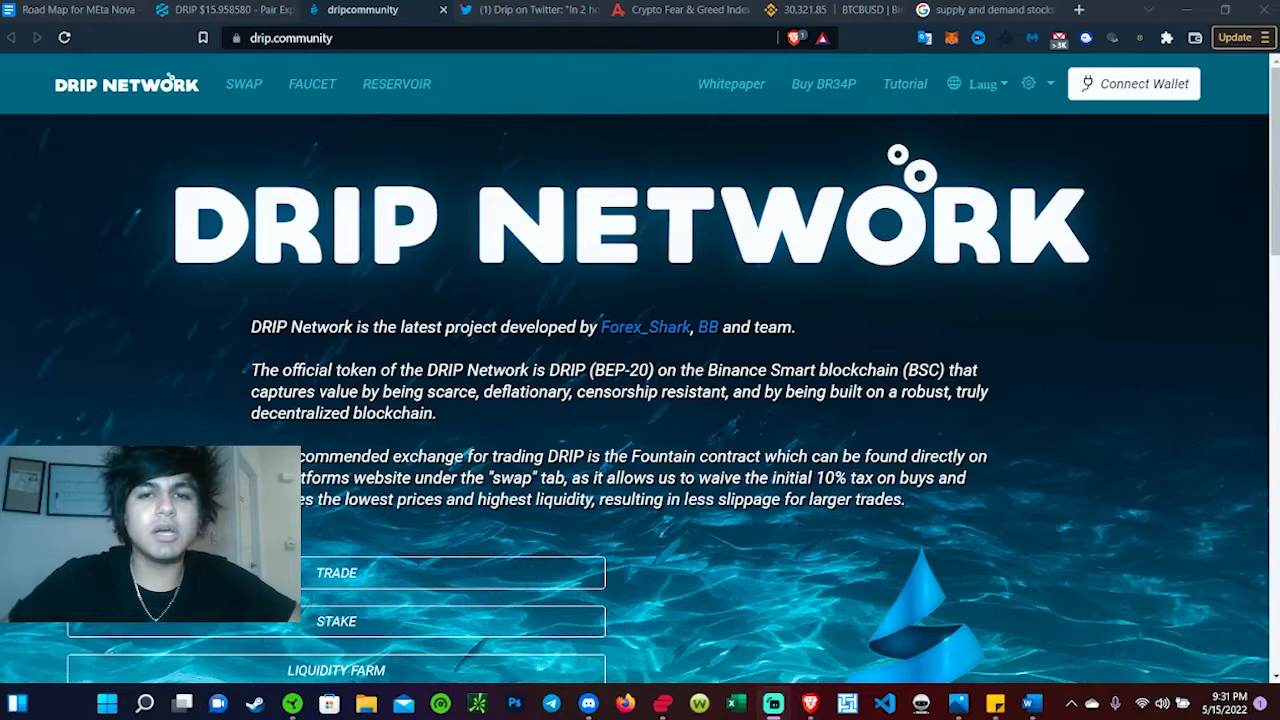 Road Map for MEta Nova
DRIP $15.958580 - Pair Exp
dripcommunity
(1) Drip on Twitter: "In 2 ho
Crypto Fear & Greed Index
30,321.85 | BTCBUSD | Bi
supply and demand stocks
drip.community
1
>3K
Update
DRIP NETWORK
SWAP
FAUCET
RESERVOIR
Whitepaper
Buy BR34P
Tutorial
Lang
Connect Wallet
DRIP NETWORK
DRIP Network is the latest project developed by Forex_Shark, BB and team.
The official token of the DRIP Network is DRIP (BEP-20) on the Binance Smart blockchain (BSC) that
captures value by being scarce, deflationary, censorship resistant, and by being built on a robust, truly
decentralized blockchain.
commended exchange for trading DRIP is the Fountain contract which can be found directly on
tforms website under the "swap" tab, as it allows us to waive the initial 10% tax on buys and
es the lowest prices and highest liquidity, resulting in less slippage for larger trades.
TRADE
STAKE
LIQUIDITY FARM
9:31 PM
5/15/2022
1